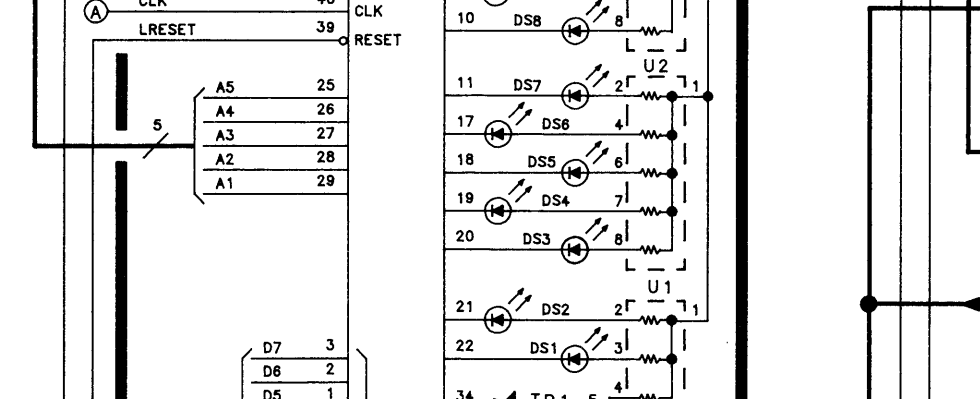 CLK
A
CLK
LRESET 39 RESET
A5 25
A4 26
A3 27
A2 28
A1 29
5
D7 3
D6 2
D5 1
10 DS8 8
U2
11 DS7 2 1
17 DS6 4
18 DS5 6
19 DS4 7
20 DS3 8
U1
21 DS2 2 1
22 DS1 3
34 4